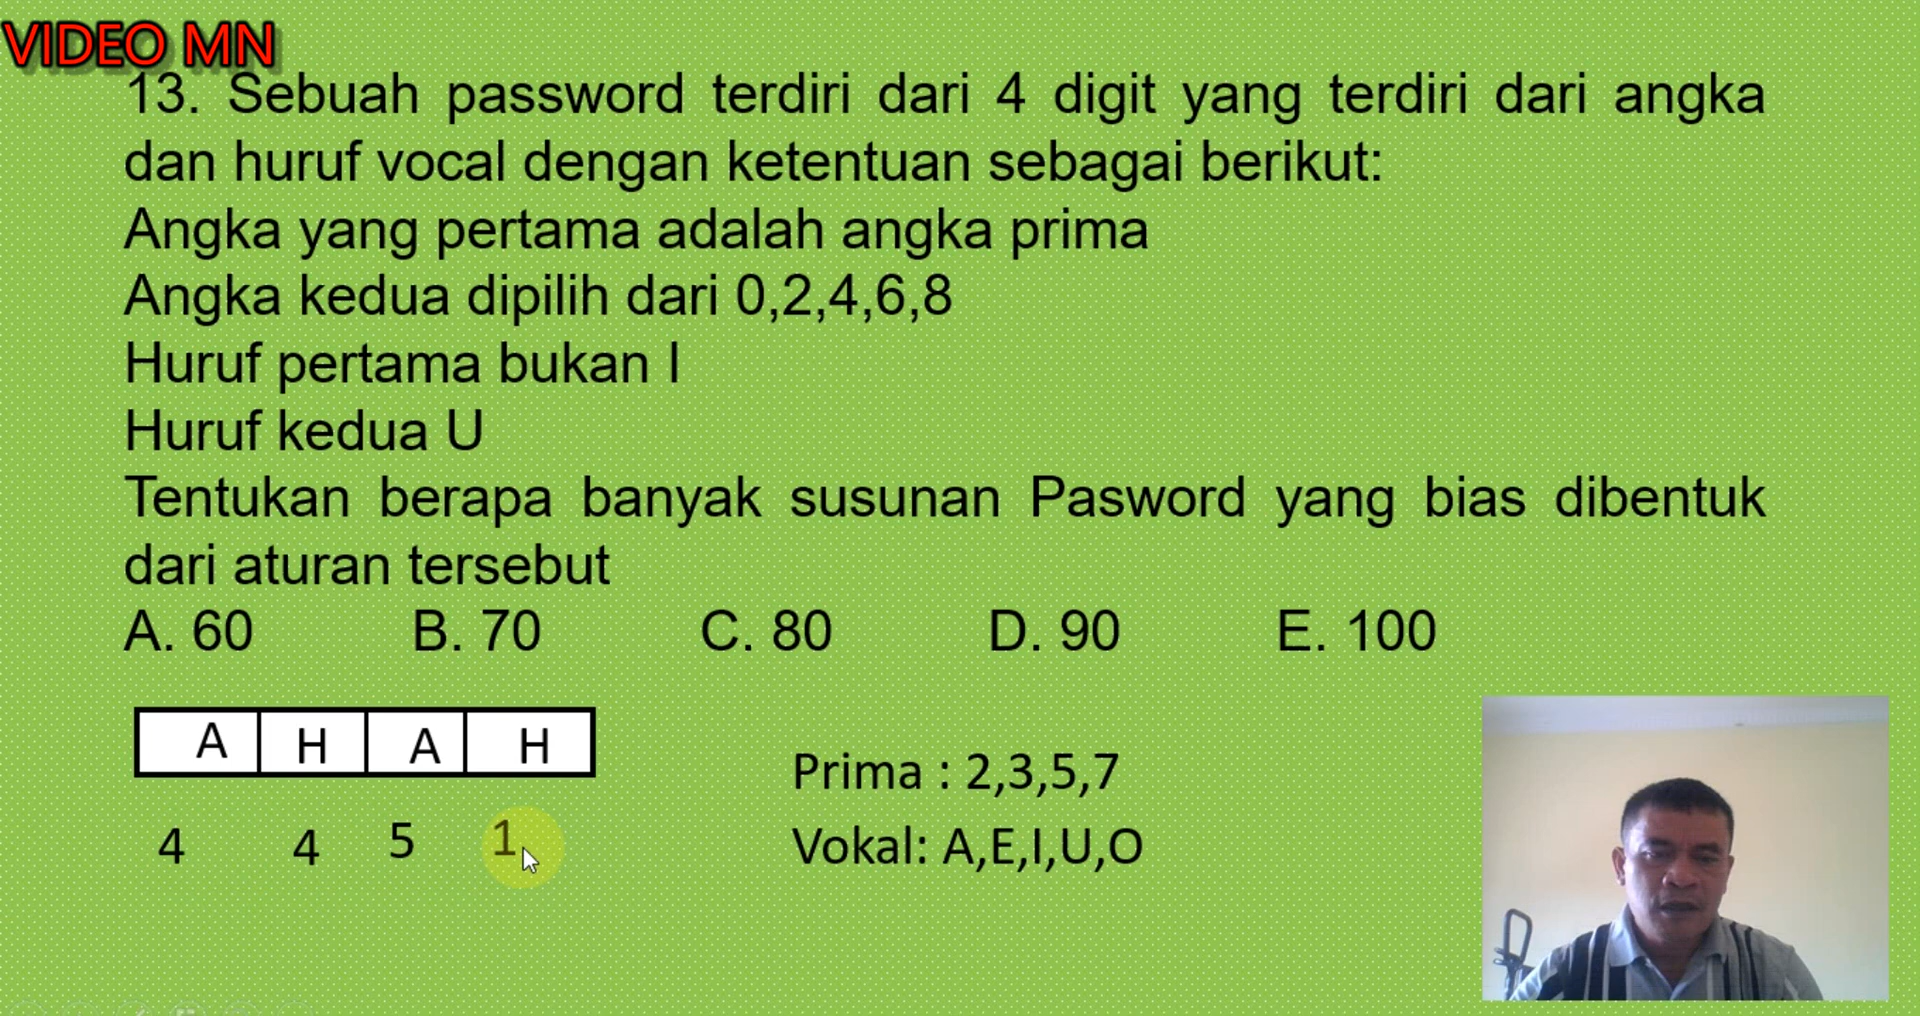 VIDEO MN
13. Sebuah password terdiri dari 4 digit yang terdiri dari angka
dan huruf vocal dengan ketentuan sebagai berikut:
Angka yang pertama adalah angka prima
Angka kedua dipilih dari 0,2,4,6,8
Huruf pertama bukan I
Huruf kedua U
Tentukan berapa banyak susunan Pasword yang bias dibentuk
dari aturan tersebut
A. 60 B. 70 C. 80 D. 90 E. 100
A H A H
4 4 5 1
Prima : 2,3,5,7
Vokal: A,E,I,U,O